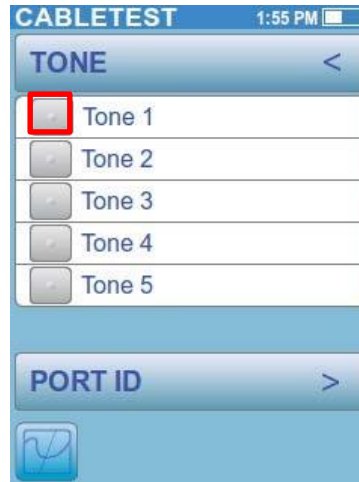 CABLETEST 1:55 PM
TONE <
Tone 1
Tone 2
Tone 3
Tone 4
Tone 5
PORT ID >